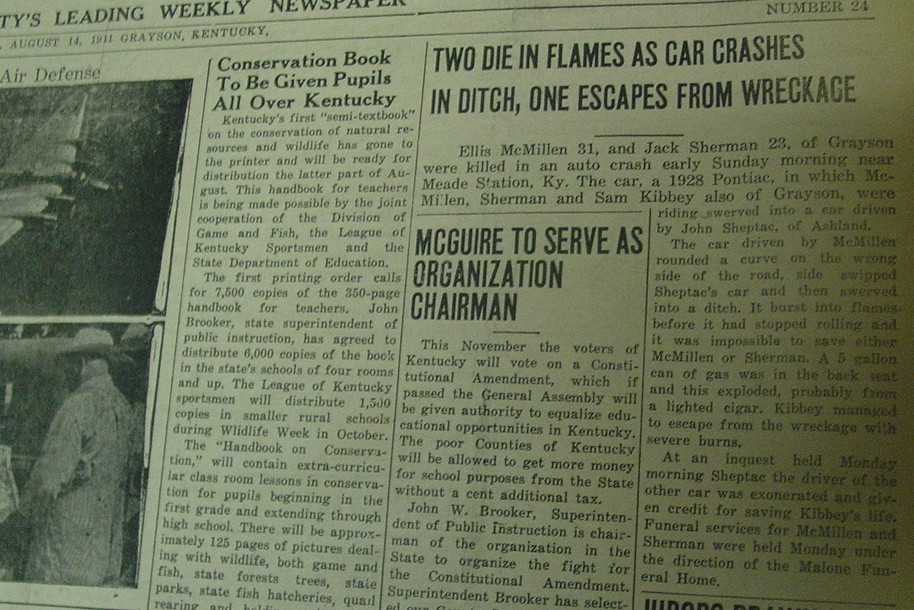 TY'S LEADING WEEKLY NEWSPAPER
AUGUST 14, 1941 GRAYSON, KENTUCKY,
NUMBER 24
Air Defense
Conservation Book
To Be Given Pupils
All Over Kentucky
Kentucky's first "semi-textbook"
on the conservation of natural re-
sources and wildlife has gone to
the printer and will be ready for
distribution the latter part of Au-
gust. This handbook for teachers
is being made possible by the joint
cooperation of the Division of
Game and Fish, the League of
Kentucky Sportsmen and the
State Department of Education.
The first printing order calls
for 7,500 copies of the 350-page
handbook for teachers. John
Brooker, state superintendent of
public instruction, has agreed to
distribute 6,000 copies of the book
in the state's schools of four rooms
and up. The League of Kentucky
sportsmen will distribute 1,500
copies in smaller rural schools
during Wlidlife Week in October.
The "Handbook on Conserva-
tion," will contain extra-curricu-
lar class room lessons in conserva-
tion for pupils beginning in the
first grade and extending through
high school. There will be approx-
imately 125 pages of pictures deal-
ing with wildlife, both game and
fish, state forests trees, state
parks, state fish hatcheries, quail
rearing and
TWO DIE IN FLAMES AS CAR CRASHES
IN DITCH, ONE ESCAPES FROM WRECKAGE
Ellis McMillen 31, and Jack Sherman 23, of Grayson
were killed in an auto crash early Sunday morning near
Meade Station, Ky. The car, a 1928 Pontiac, in which Mc-
Millen, Sherman and Sam Kibbey also of Grayson, were
riding swerved into a car driven
by John Sheptac, of Ashland.
The car driven by McMillen
rounded a curve on the wrong
side of the road, side swipped
Sheptac's car and then swerved
into a ditch. It burst into flames
before it had stopped rolling and
it was impossible to save either
McMillen or Sherman. A 5 gallon
can of gas was in the back seat
and this exploded, probably from
a lighted cigar. Kibbey managed
to escape from the wreckage with
severe burns.
At an inquest held Monday
morning Sheptac the driver of the
other car was exonerated and giv-
en credit for saving Kibbey's life.
Funeral services for McMillen and
Sherman were held Monday under
the direction of the Malone Fun-
eral Home.
MCGUIRE TO SERVE AS
ORGANIZATION
CHAIRMAN
This November the voters of
Kentucky will vote on a Consti-
tutional Amendment, which if
passed the General Assembly will
be given authority to equalize edu-
cational opportunities in Kentucky.
The poor Counties of Kentucky
will be allowed to get more money
for school purposes from the State
without a cent additional tax.
John W. Brooker, Superinten-
dent of Public Instruction is chair-
man of the organization in the
State to organize the fight for
the Constitutional Amendment.
Superintendent Brooker has select-